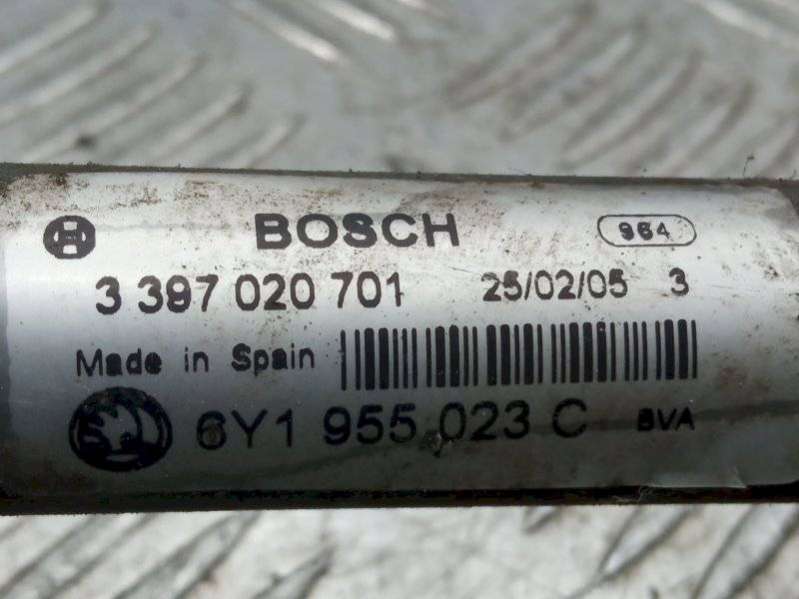 BOSCH 964
3 397 020 701 25/02/05 3
Made in Spain
6Y1 955 023 C BVA